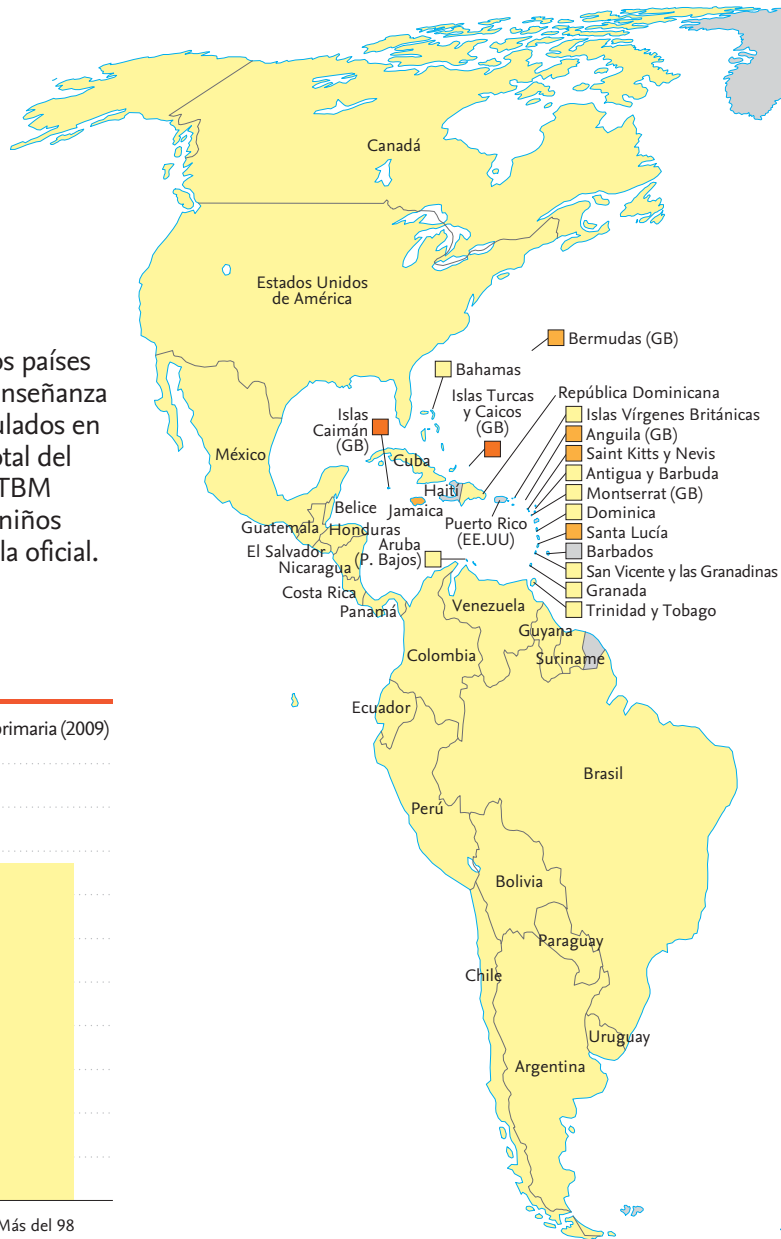 Canadá
Estados Unidos
de América
Bermudas (GB)
os países
enseñanza
ulados en
otal del
TBM
niños
la oficial.
Bahamas
Islas
Caimán
(GB)
Islas Turcas
y Caicos
(GB)
República Dominicana
Islas Vírgenes Británicas
Anguila (GB)
Saint Kitts y Nevis
Antigua y Barbuda
Montserrat (GB)
Dominica
Santa Lucía
Barbados
San Vicente y las Granadinas
Granada
Trinidad y Tobago
México
Cuba
Haití
Jamaica
Puerto Rico
(EE.UU)
Belice
Guatemala
Honduras
El Salvador
Nicaragua
Aruba
(P. Bajos)
Costa Rica
Panamá
Venezuela
Guyana
Suriname
Colombia
Ecuador
Brasil
Perú
Bolivia
Paraguay
Chile
Uruguay
Argentina
primaria (2009)
Más del 98